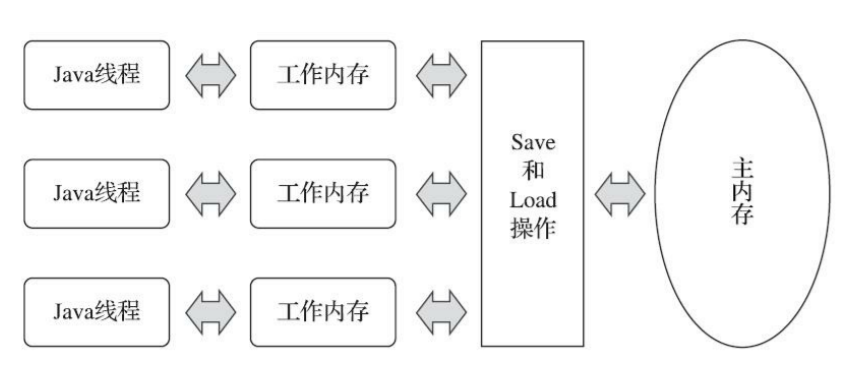 Java线程
工作内存
Java线程
工作内存
Java线程
工作内存
Save
和
Load
操作
主
内
存